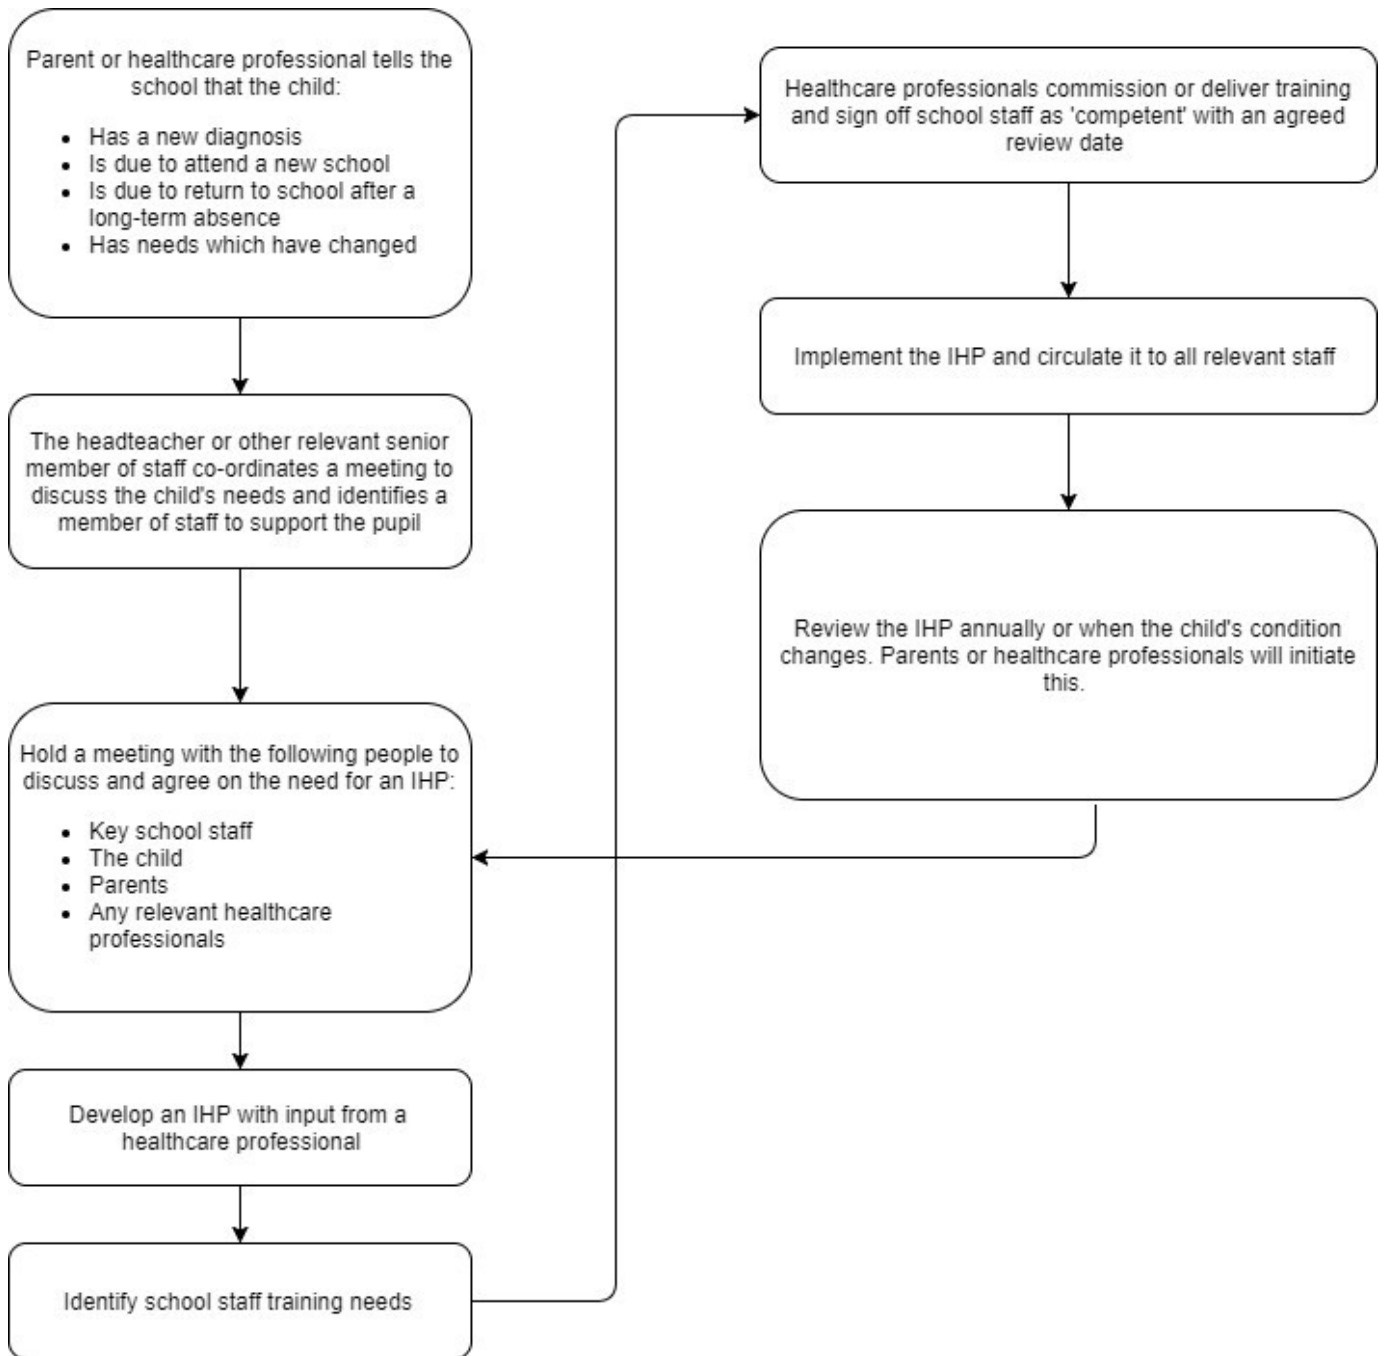 Parent or healthcare professional tells the
school that the child:
• Has a new diagnosis
• Is due to attend a new school
• Is due to return to school after a
long-term absence
• Has needs which have changed
The headteacher or other relevant senior
member of staff co-ordinates a meeting to
discuss the child's needs and identifies a
member of staff to support the pupil
Hold a meeting with the following people to
discuss and agree on the need for an IHP:
• Key school staff
• The child
• Parents
• Any relevant healthcare
professionals
Develop an IHP with input from a
healthcare professional
Identify school staff training needs
Healthcare professionals commission or deliver training
and sign off school staff as 'competent' with an agreed
review date
Implement the IHP and circulate it to all relevant staff
Review the IHP annually or when the child's condition
changes. Parents or healthcare professionals will initiate
this.